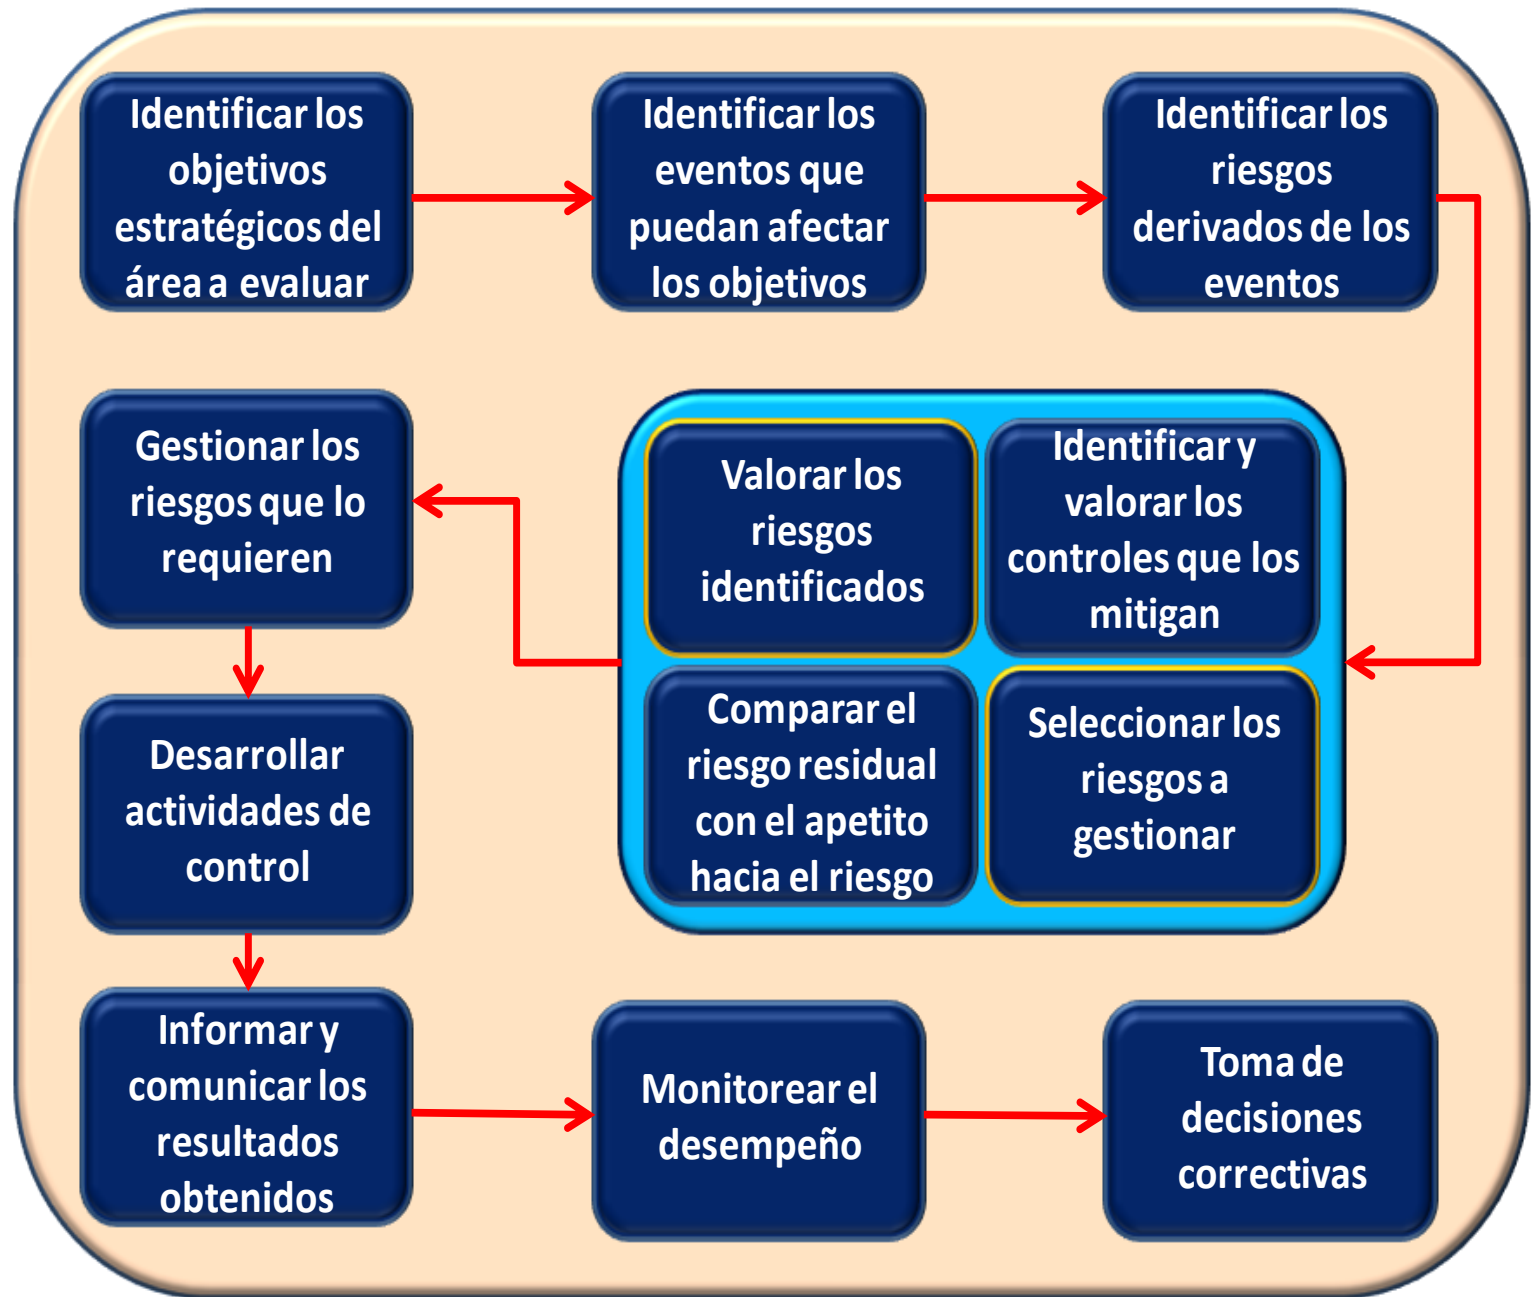 Identificar los
objetivos
estratégicos del
área a evaluar
Identificar los
eventos que
puedan afectar
los objetivos
Identificar los
riesgos
derivados de los
eventos
Valorar los
riesgos
identificados
Identificar y
valorar los
controles que los
mitigan
Comparar el
riesgo residual
con el apetito
hacia el riesgo
Seleccionar los
riesgos a
gestionar
Gestionar los
riesgos que lo
requieren
Desarrollar
actividades de
control
Informar y
comunicar los
resultados
obtenidos
Monitorear el
desempeño
Toma de
decisiones
correctivas